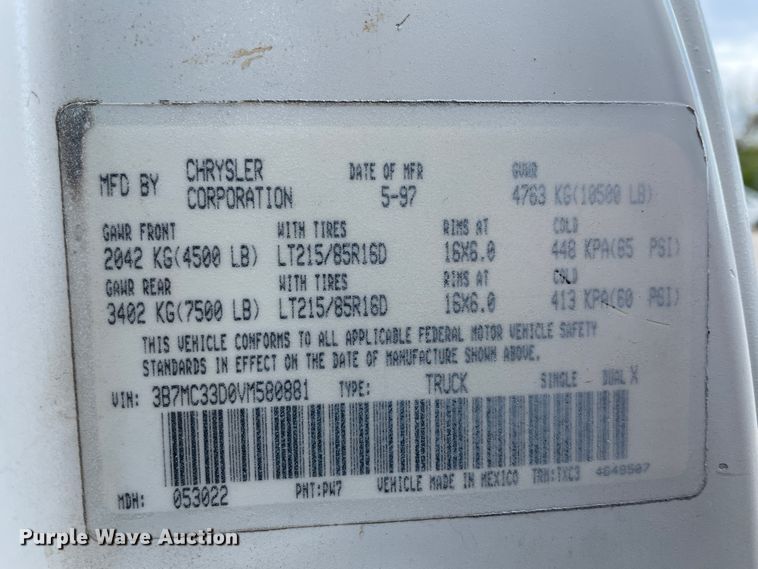 MFD BY CHRYSLER CORPORATION DATE OF MFR 5-97 GVWR 4763 KG(10500 LB)
GAWR FRONT WITH TIRES RIMS AT COLD
2042 KG(4500 LB) LT215/85R16D 16X6.0 448 KPA(65 PSI)
GAWR REAR WITH TIRES RIMS AT COLD
3402 KG(7500 LB) LT215/85R16D 16X6.0 413 KPA(60 PSI)
THIS VEHICLE CONFORMS TO ALL APPLICABLE FEDERAL MOTOR VEHICLE SAFETY
STANDARDS IN EFFECT ON THE DATE OF MANUFACTURE SHOWN ABOVE.
VIN: 3B7MC33D0VM580881 TYPE: TRUCK SINGLE DUAL X
MDH: 053022 PNT:PW7 VEHICLE MADE IN MEXICO TRM:TXC3 4649507
Purple Wave Auction